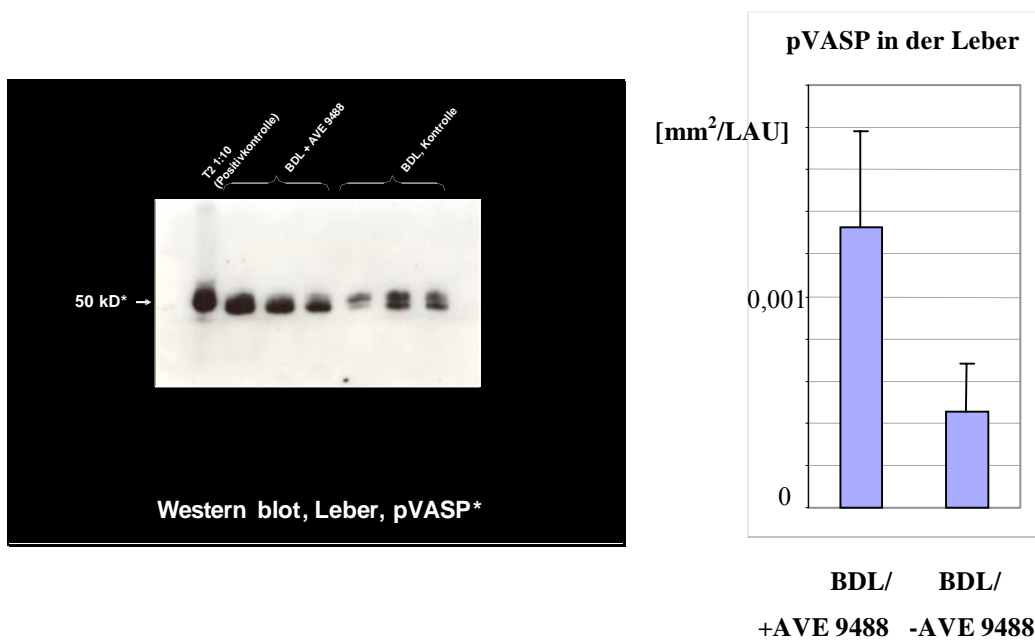 T2 1:10
(Positivkontrolle)
BDL + AVE 9488
BDL, Kontrolle
50 kD*
Western blot, Leber, pVASP*
pVASP in der Leber
[mm²/LAU]
0,001
0
BDL/ BDL/
+AVE 9488 -AVE 9488